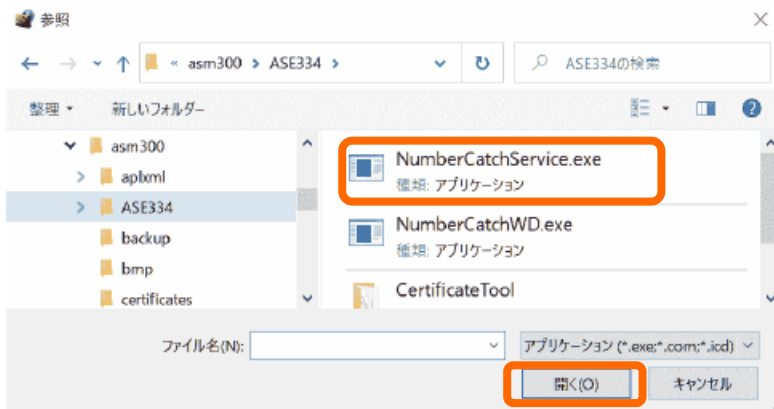 参照
« asm300 > ASE334 >
ASE334の検索
整理
新しいフォルダー
asm300
aplxml
ASE334
backup
bmp
certificates
NumberCatchService.exe
種類: アプリケーション
NumberCatchWD.exe
種類: アプリケーション
CertificateTool
ファイル名(N):
アプリケーション (*.exe;*.com;*.icd)
開く(O)
キャンセル